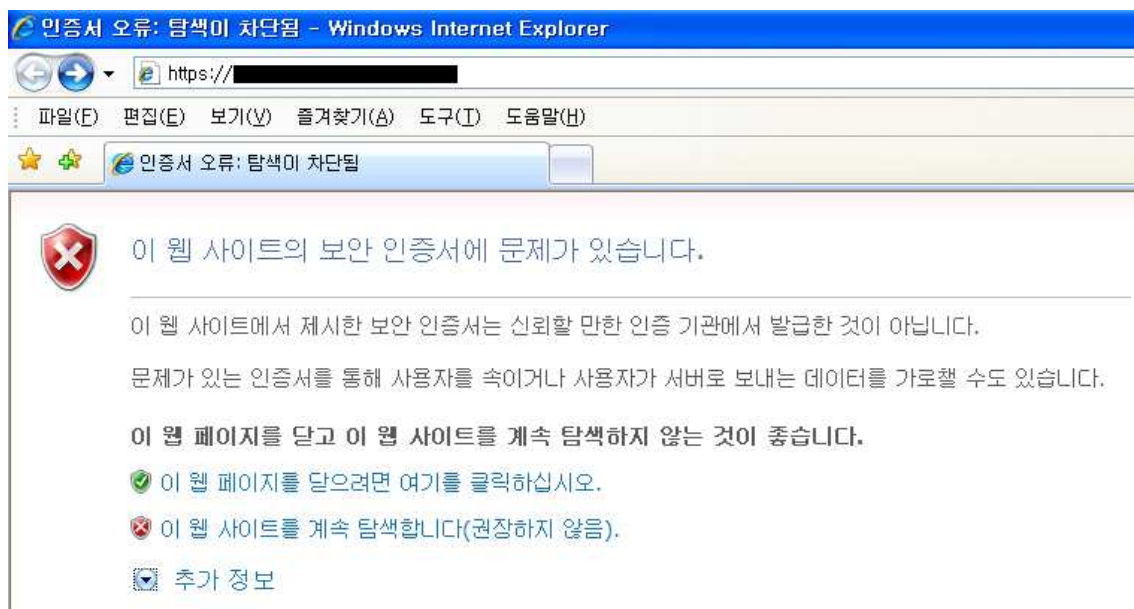 인증서 오류: 탐색이 차단됨 - Windows Internet Explorer
https://
파일(F) 편집(E) 보기(V) 즐겨찾기(A) 도구(T) 도움말(H)
인증서 오류: 탐색이 차단됨
이 웹 사이트의 보안 인증서에 문제가 있습니다.
이 웹 사이트에서 제시한 보안 인증서는 신뢰할 만한 인증 기관에서 발급한 것이 아닙니다.
문제가 있는 인증서를 통해 사용자를 속이거나 사용자가 서버로 보내는 데이터를 가로챌 수도 있습니다.
이 웹 페이지를 닫고 이 웹 사이트를 계속 탐색하지 않는 것이 좋습니다.
이 웹 페이지를 닫으려면 여기를 클릭하십시오.
이 웹 사이트를 계속 탐색합니다(권장하지 않음).
추가 정보